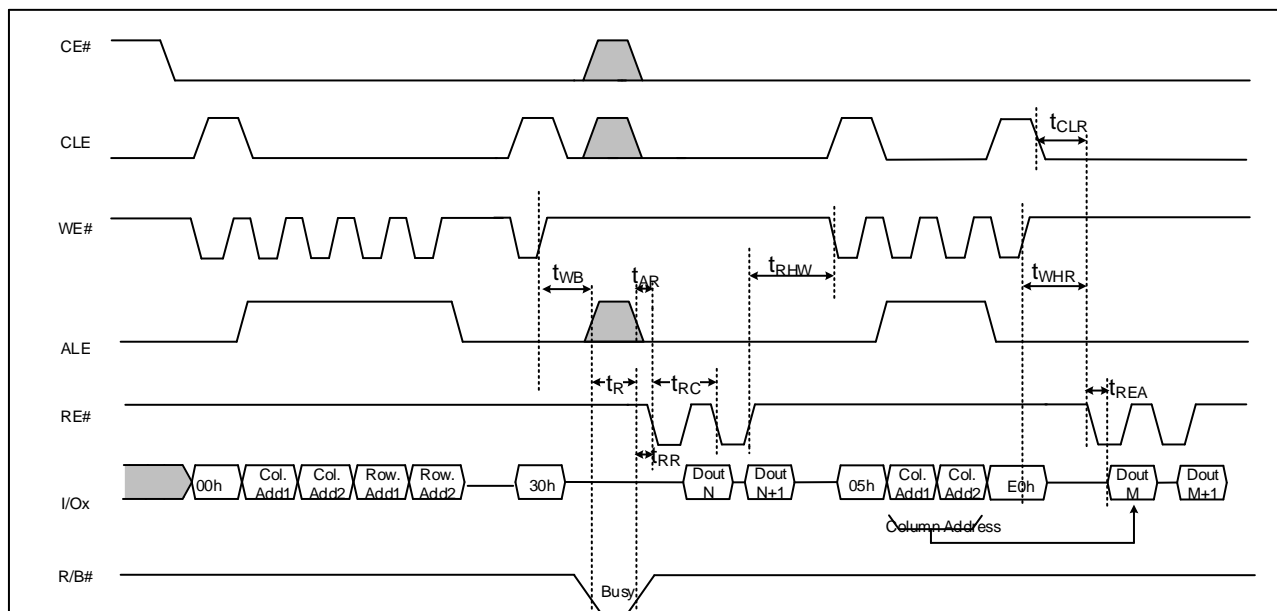 CE#
CLE
tCLR
WE#
tWB
tAR
tRHW
tWHR
ALE
tR
tRC
tREA
RE#
tRR
I/Ox
00h
Col. Add1
Col. Add2
Row. Add1
Row. Add2
30h
Dout N
Dout N+1
05h
Col. Add1
Col. Add2
E0h
Dout M
Dout M+1
Column Address
R/B#
Busy